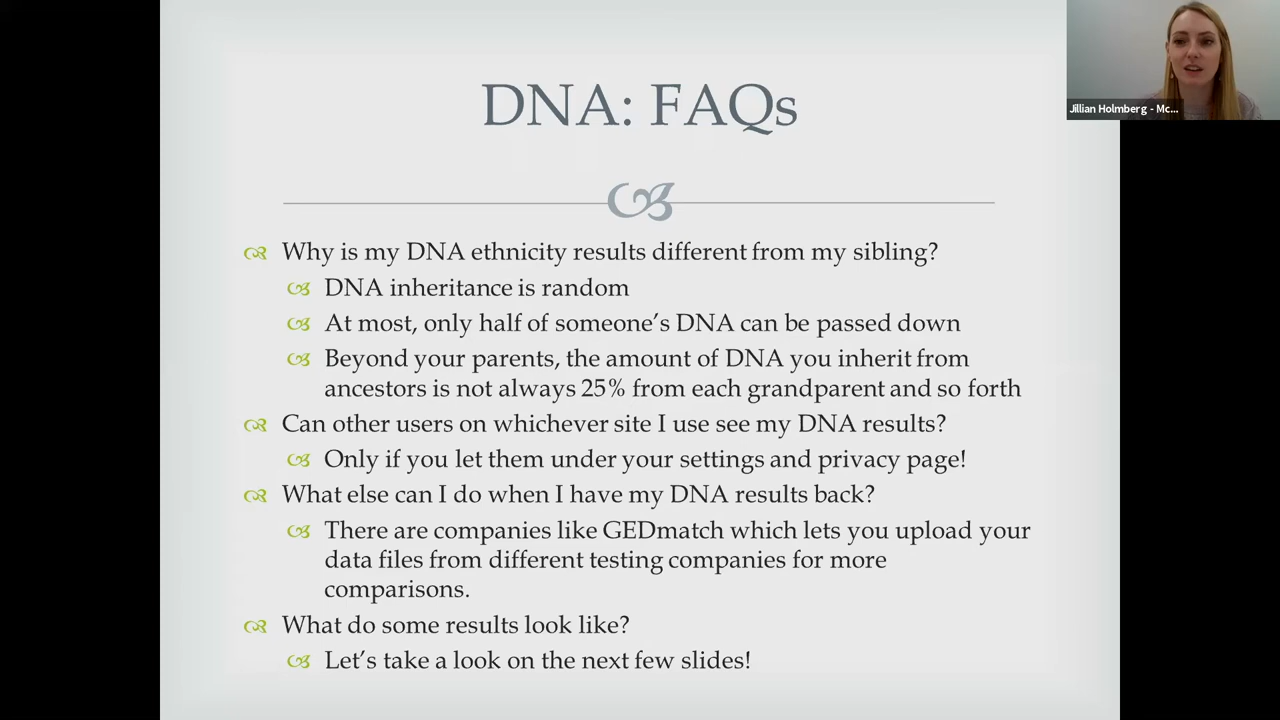 Jillian Holmberg - Mc...
DNA: FAQs
Why is my DNA ethnicity results different from my sibling?
DNA inheritance is random
At most, only half of someone’s DNA can be passed down
Beyond your parents, the amount of DNA you inherit from
ancestors is not always 25% from each grandparent and so forth
Can other users on whichever site I use see my DNA results?
Only if you let them under your settings and privacy page!
What else can I do when I have my DNA results back?
There are companies like GEDmatch which lets you upload your
data files from different testing companies for more
comparisons.
What do some results look like?
Let’s take a look on the next few slides!